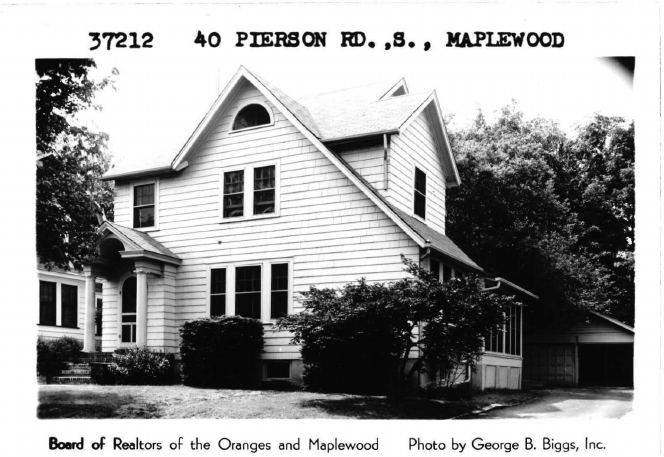 37212 40 PIERSON RD.,S., MAPLEWOOD
Board of Realtors of the Oranges and Maplewood Photo by George B. Biggs, Inc.